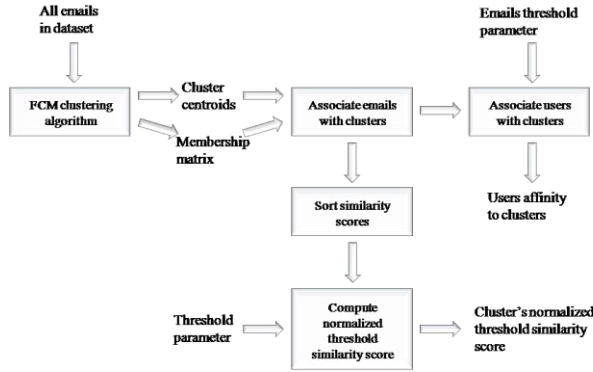 All emails
in dataset
Emails threshold
parameter
FCM clustering
algorithm
Cluster
centroids
Membership
matrix
Associate emails
with clusters
Associate users
with clusters
Sort similarity
scores
Users affinity
to clusters
Threshold
parameter
Compute
normalized
threshold
similarity score
Cluster's normalized
threshold similarity
score